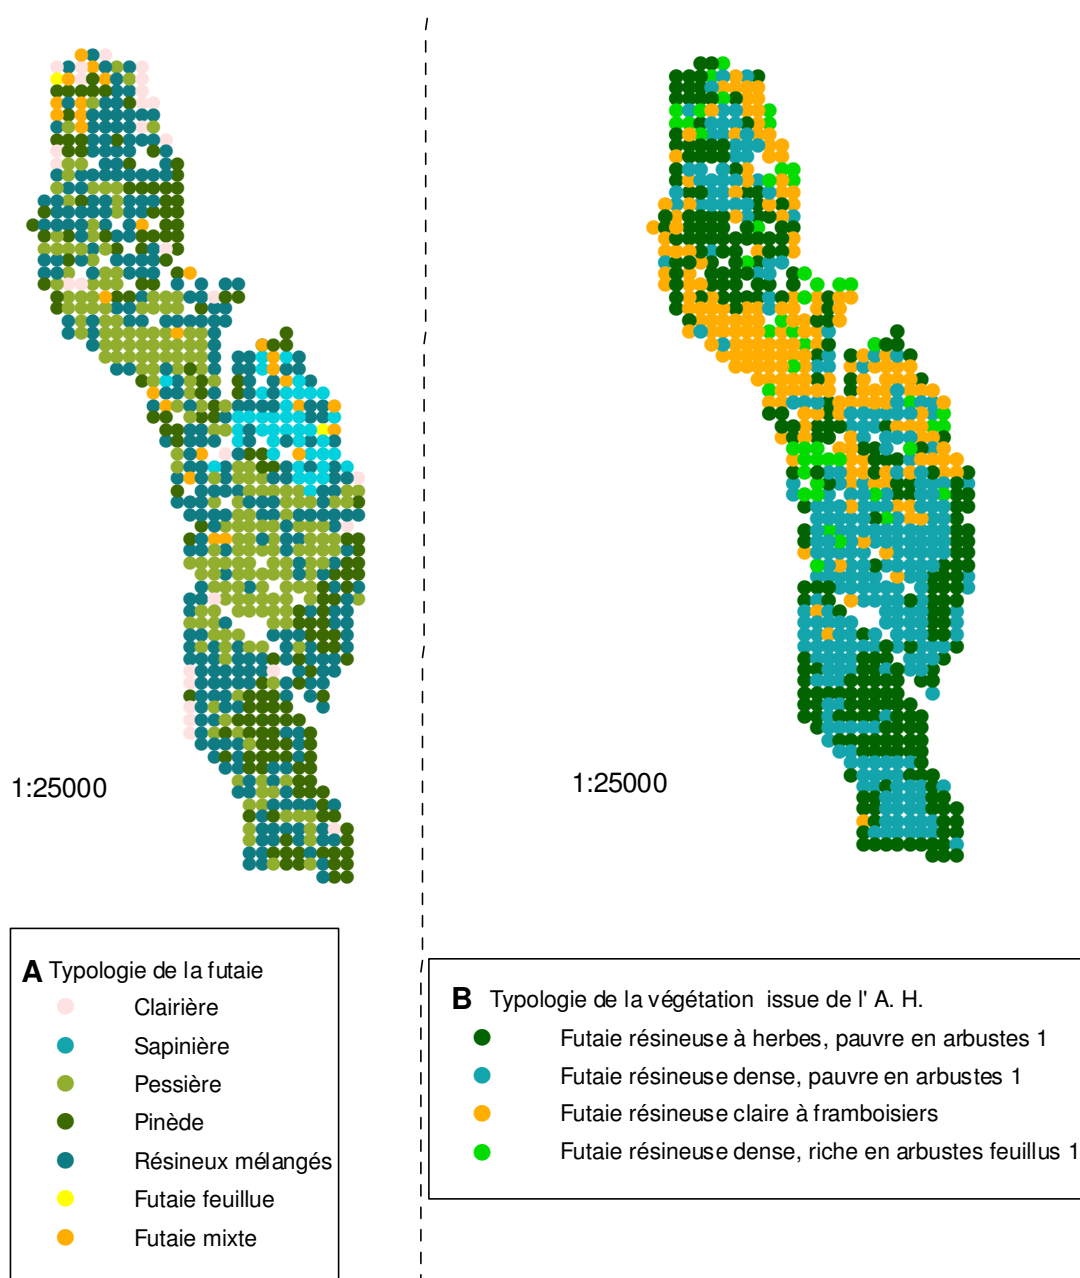 1:25000
1:25000
A Typologie de la futaie
Clairière
Sapinière
Pessière
Pinède
Résineux mélangés
Futaie feuillue
Futaie mixte
B Typologie de la végétation issue de l' A. H.
Futaie résineuse à herbes, pauvre en arbustes 1
Futaie résineuse dense, pauvre en arbustes 1
Futaie résineuse claire à framboisiers
Futaie résineuse dense, riche en arbustes feuillus 1